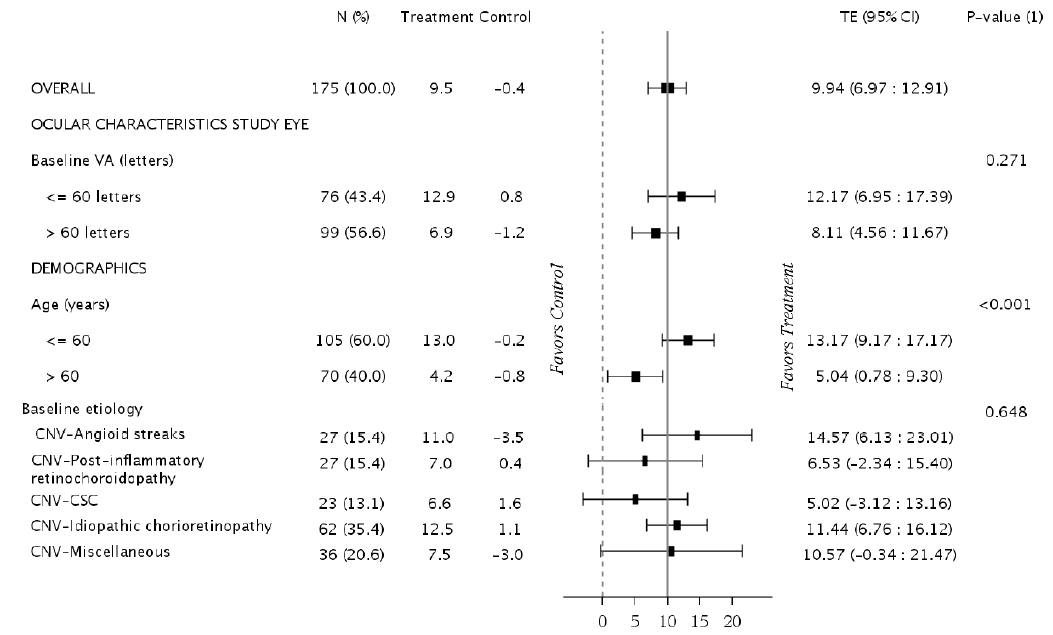 N (%) Treatment Control TE (95% CI) P-value (1)
OVERALL 175 (100.0) 9.5 -0.4 9.94 (6.97 : 12.91)
OCULAR CHARACTERISTICS STUDY EYE
Baseline VA (letters) 0.271
<= 60 letters 76 (43.4) 12.9 0.8 12.17 (6.95 : 17.39)
> 60 letters 99 (56.6) 6.9 -1.2 8.11 (4.56 : 11.67)
DEMOGRAPHICS
Favors Control
Favors Treatment
Age (years) <0.001
<= 60 105 (60.0) 13.0 -0.2 13.17 (9.17 : 17.17)
> 60 70 (40.0) 4.2 -0.8 5.04 (0.78 : 9.30)
Baseline etiology 0.648
CNV-Angioid streaks 27 (15.4) 11.0 -3.5 14.57 (6.13 : 23.01)
CNV-Post-inflammatory 27 (15.4) 7.0 0.4 6.53 (-2.34 : 15.40)
retinochoroidopathy
CNV-CSC 23 (13.1) 6.6 1.6 5.02 (-3.12 : 13.16)
CNV-Idiopathic chorioretinopathy 62 (35.4) 12.5 1.1 11.44 (6.76 : 16.12)
CNV-Miscellaneous 36 (20.6) 7.5 -3.0 10.57 (-0.34 : 21.47)
0 5 10 15 20